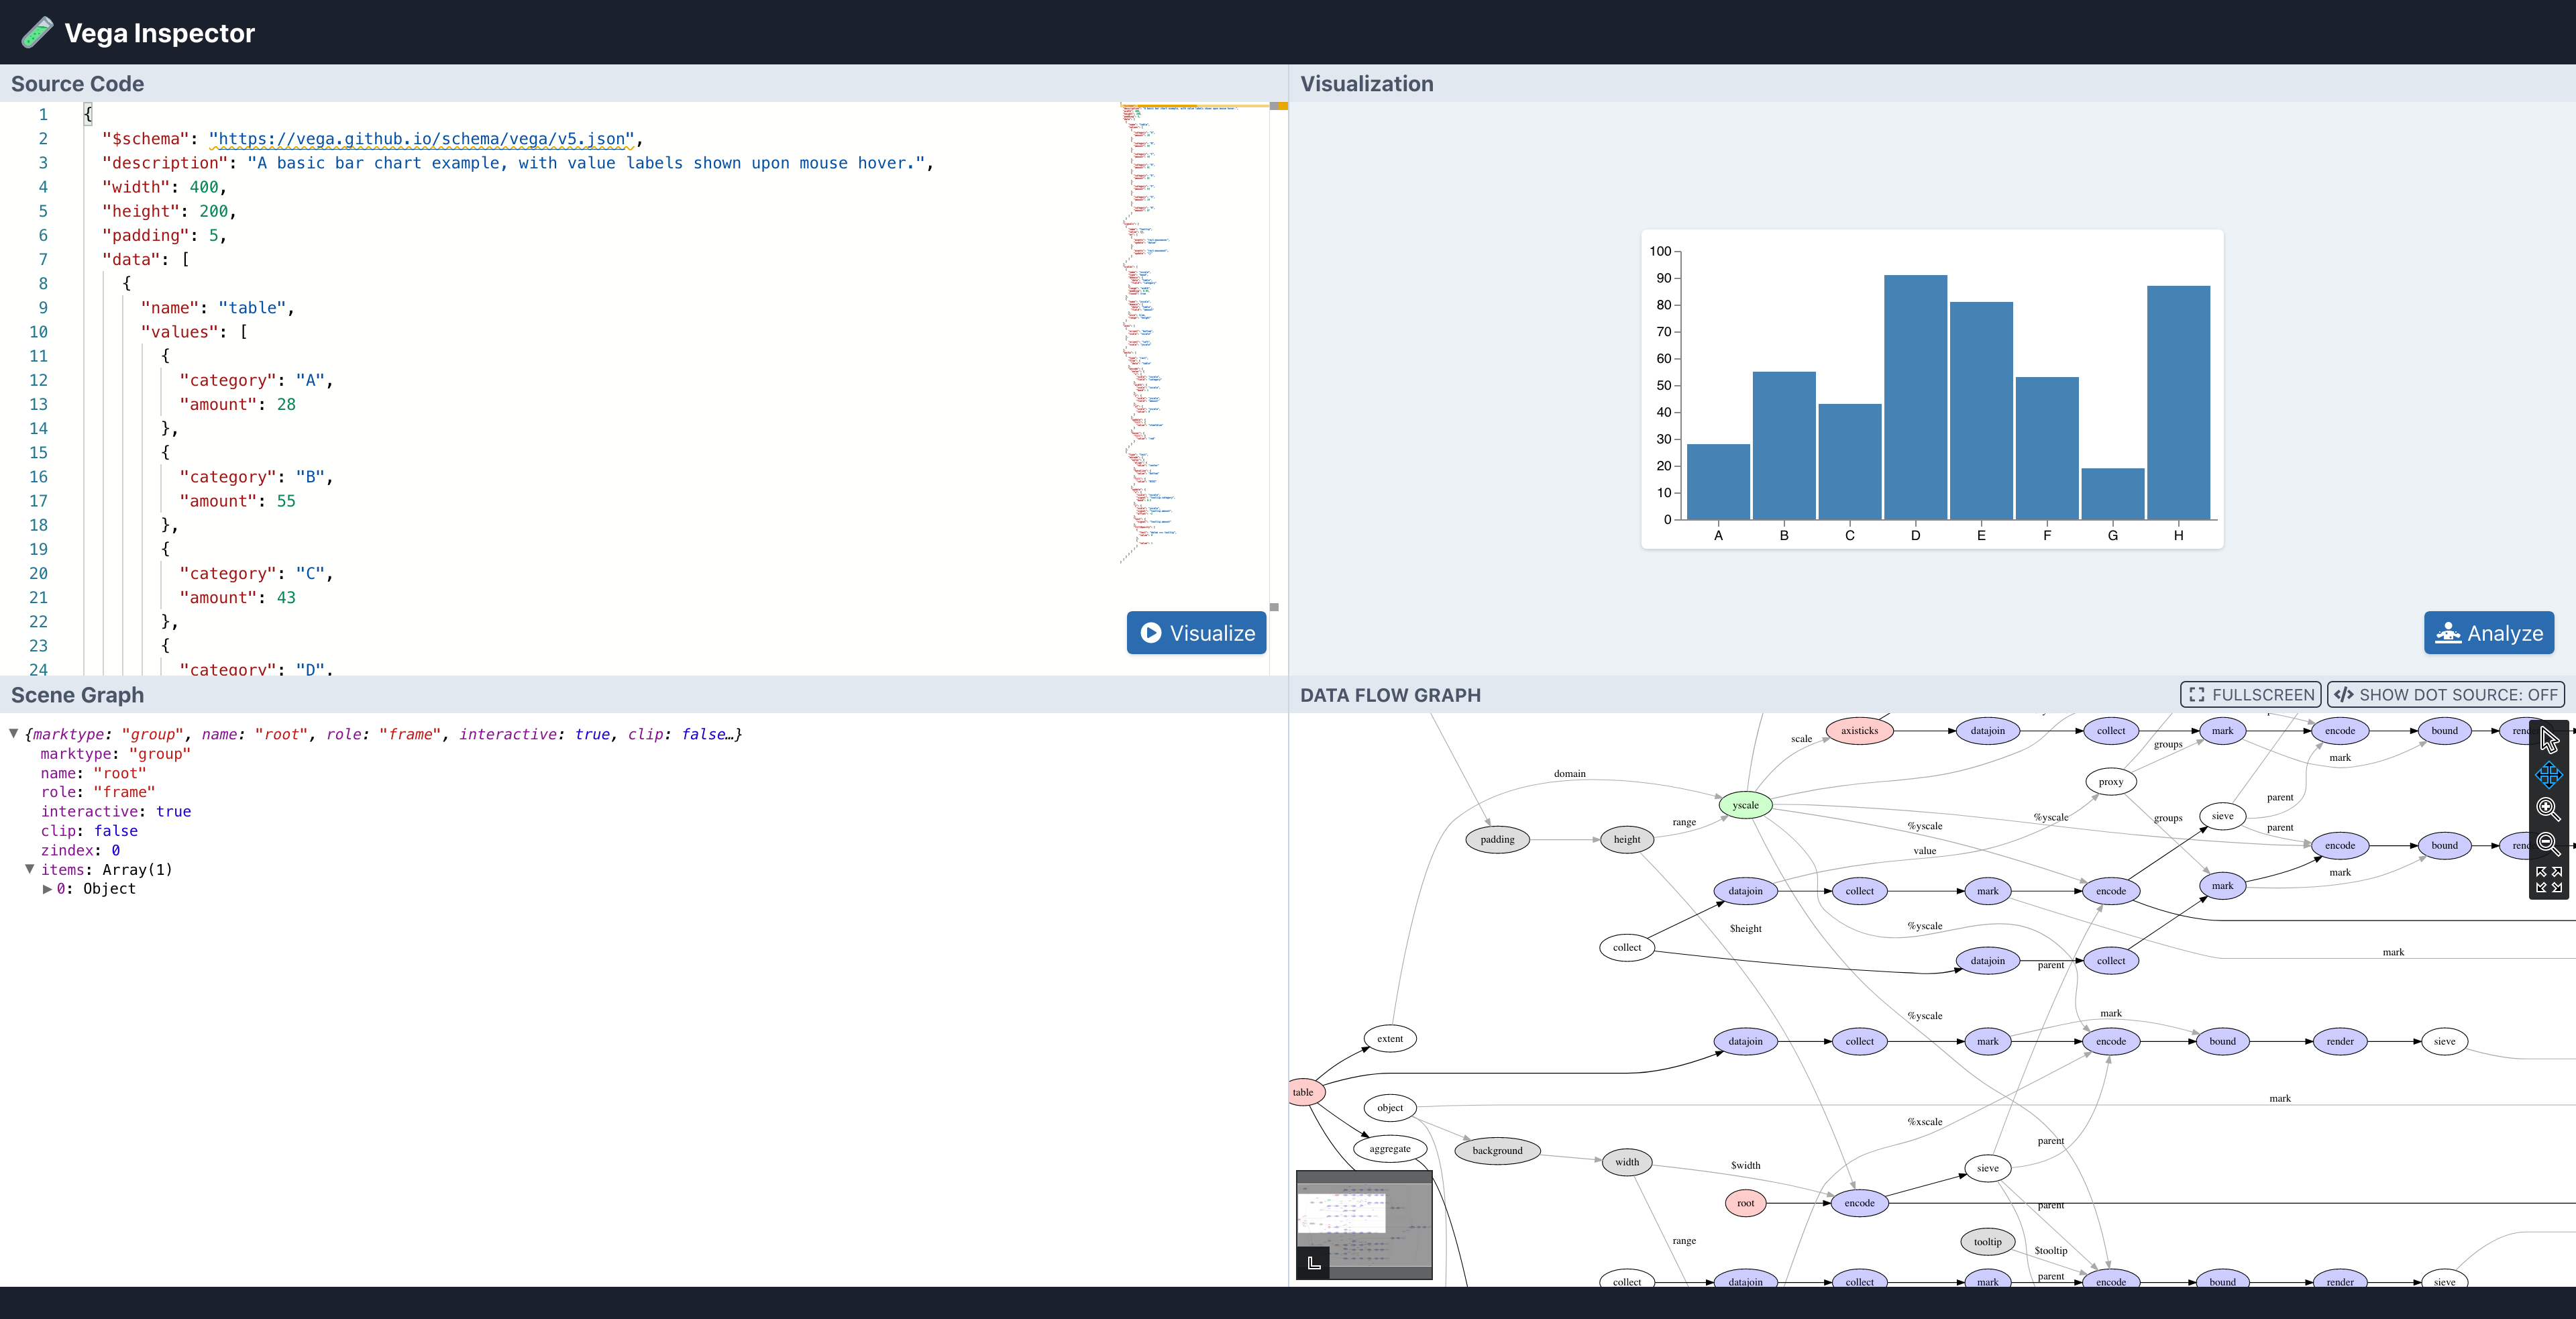 Vega Inspector
Source Code
1 {
2 "$schema": "https://vega.github.io/schema/vega/v5.json",
3 "description": "A basic bar chart example, with value labels shown upon mouse hover.",
4 "width": 400,
5 "height": 200,
6 "padding": 5,
7 "data": [
8 {
9 "name": "table",
10 "values": [
11 {
12 "category": "A",
13 "amount": 28
14 },
15 {
16 "category": "B",
17 "amount": 55
18 },
19 {
20 "category": "C",
21 "amount": 43
22 },
23 {
24 "category": "D",
Visualize
Visualization
100
90
80
70
60
50
40
30
20
10
0
A B C D E F G H
Analyze
Scene Graph
{marktype: "group", name: "root", role: "frame", interactive: true, clip: false…}
marktype: "group"
name: "root"
role: "frame"
interactive: true
clip: false
zindex: 0
items: Array(1)
0: Object
DATA FLOW GRAPH
FULLSCREEN
SHOW DOT SOURCE: OFF
scale axisticks datajoin collect mark encode bound
groups mark
domain proxy
parent
yscale
range %yscale %yscale groups sieve parent
padding height value encode bound
mark
datajoin collect mark encode mark
$height %yscale
collect mark
datajoin parent collect
%yscale mark
extent datajoin collect mark encode bound render sieve
table
object mark
%xscale
aggregate background parent
width $width sieve
root encode parent
range tooltip $tooltip
collect datajoin collect mark parent encode bound render sieve